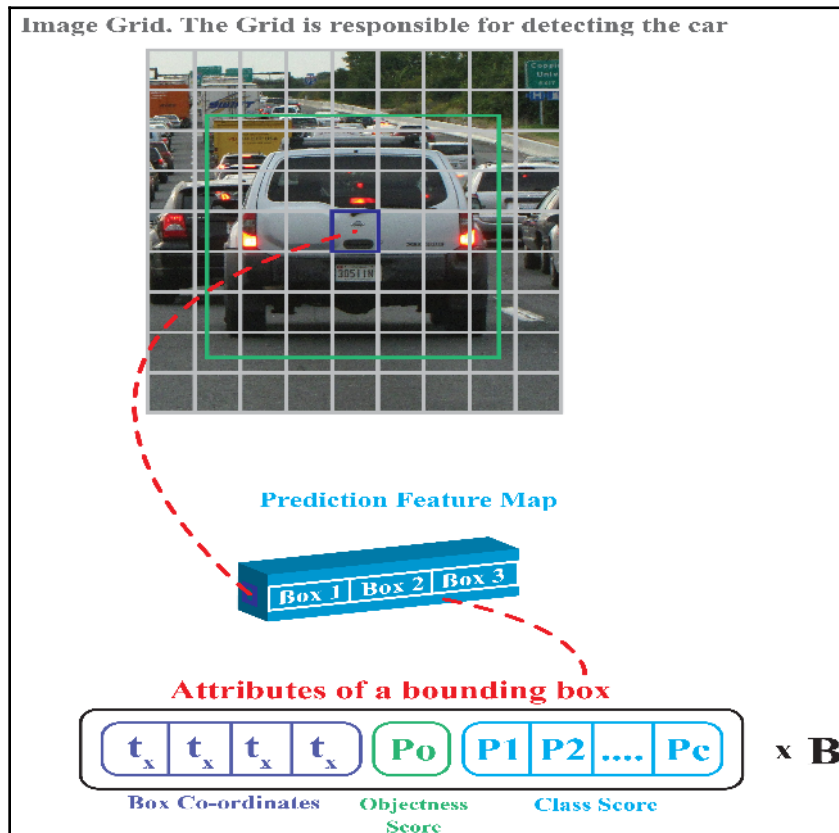 Image Grid. The Grid is responsible for detecting the car
Prediction Feature Map
Box 1 Box 2 Box 3
Attributes of a bounding box
tx tx tx tx Po P1 P2 .... Pc x B
Box Co-ordinates Objectness Score Class Score